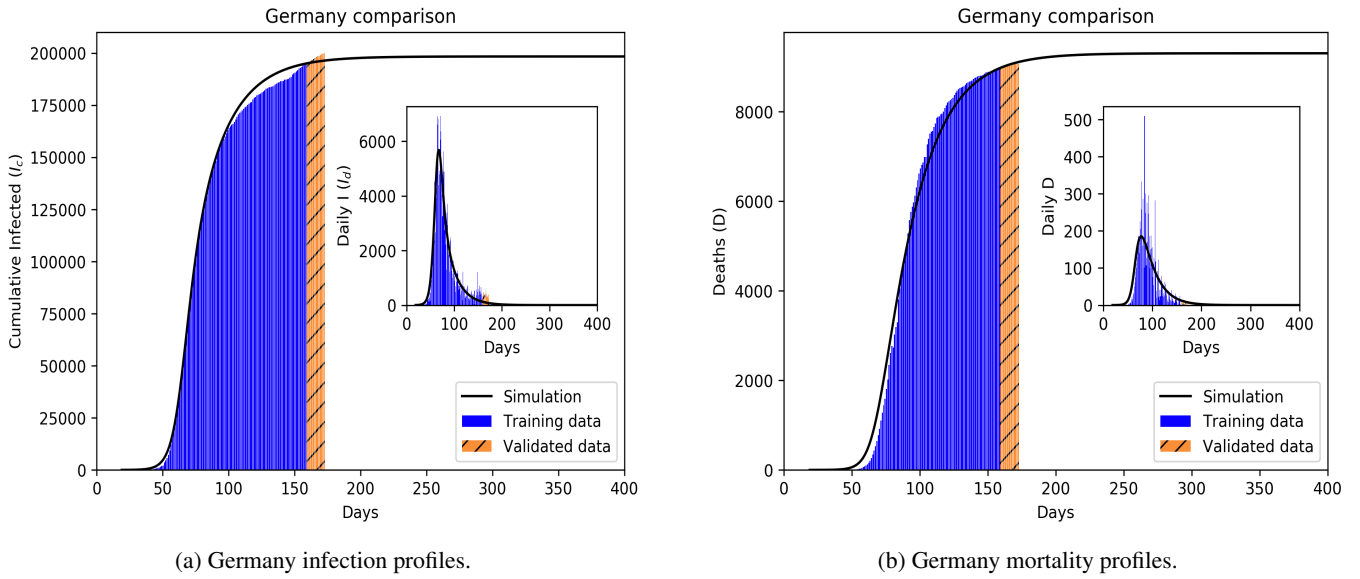 Germany comparison
200000
175000
150000
125000
100000
75000
50000
25000
0
Cumulative Infected (I_c)
0 50 100 150 200 250 300 350 400
Days
6000
4000
2000
0
Daily I (I_d)
0 100 200 300 400
Days
Simulation
Training data
Validated data
(a) Germany infection profiles.
Germany comparison
8000
6000
4000
2000
0
Deaths (D)
0 50 100 150 200 250 300 350 400
Days
500
400
300
200
100
0
Daily D
0 100 200 300 400
Days
Simulation
Training data
Validated data
(b) Germany mortality profiles.